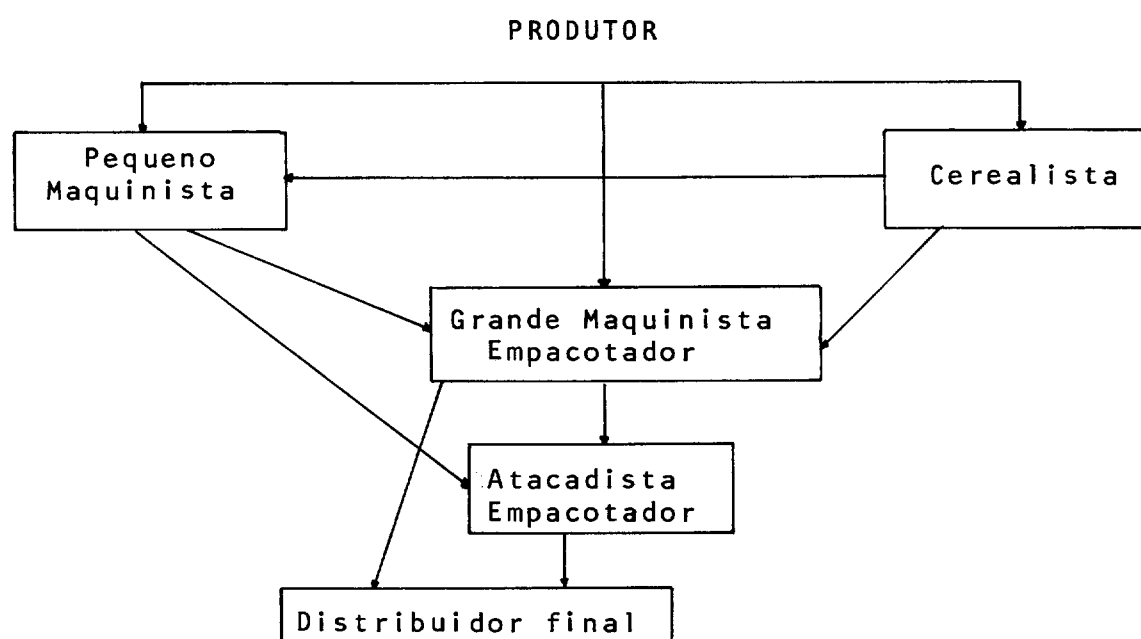 PRODUTOR
Pequeno
Maquinista
Cerealista
Grande Maquinista
Empacotador
Atacadista
Empacotador
Distribuidor final